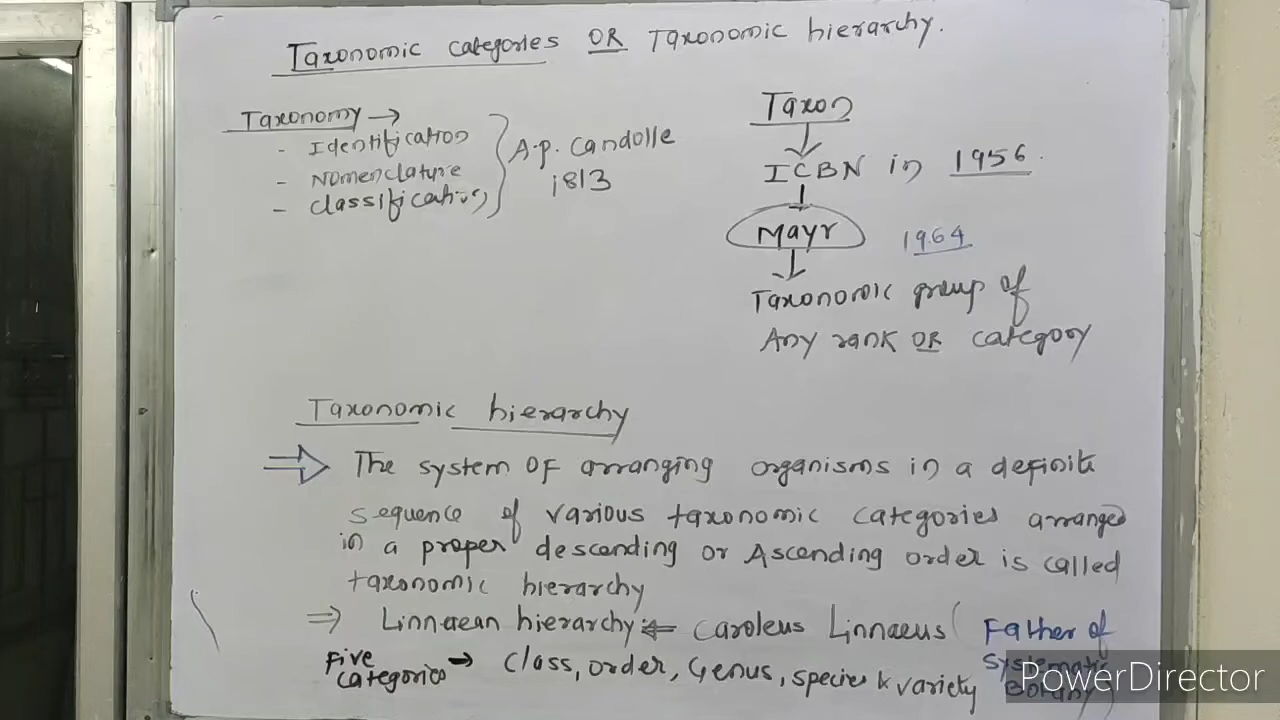 Taxonomic categories OR Taxonomic hierarchy.
Taxonomy →
- Identification
- Nomenclature
- classification
A.p. Candolle
1813
Taxon
ICBN in 1956.
Mayr 1964
Taxonomic group of
Any rank OR category
Taxonomic hierarchy
⇒ The system OF arranging organisms in a definite
sequence of various taxonomic categories arranged
in a proper descending or Ascending order is called
taxonomic hierarchy
⇒ Linnaean hierarchy ← Caroleus Linnaeus ( Father of
Systematic
Botany)
Five
categories → Class, order, Genus, species & variety
PowerDirector